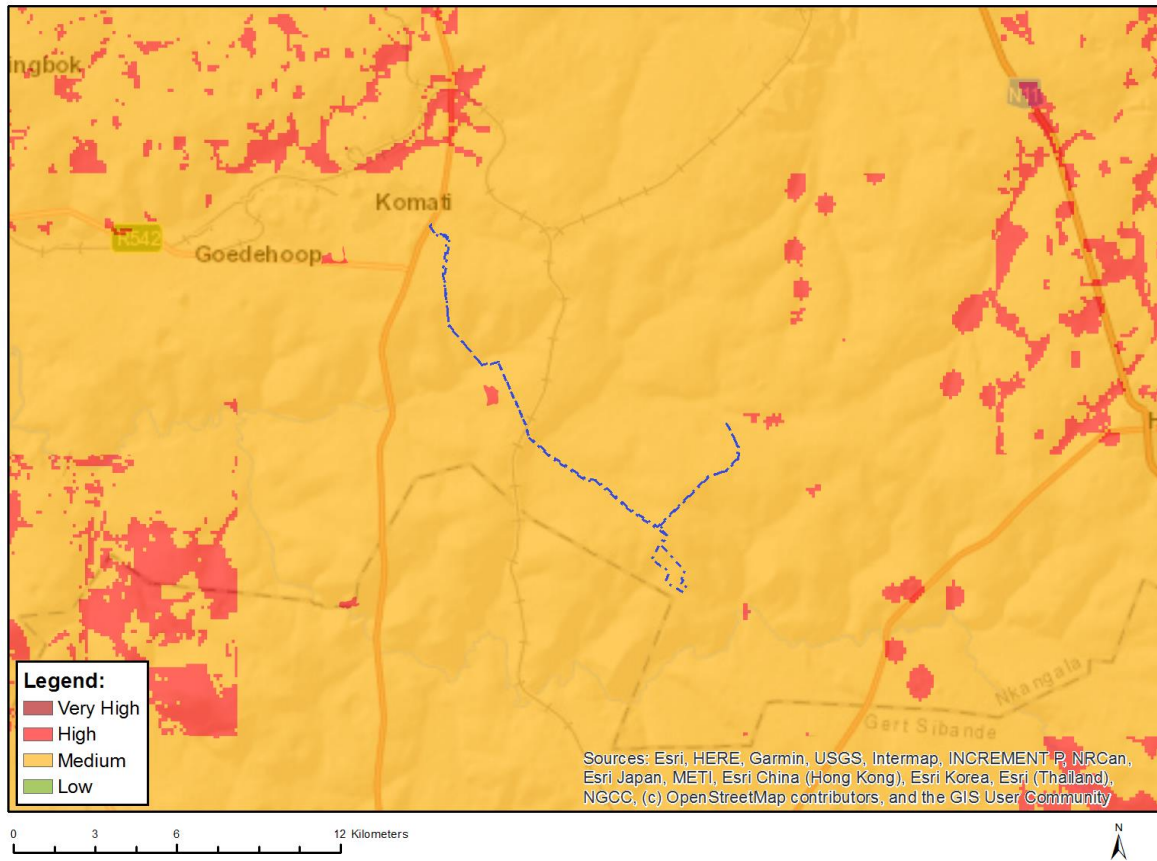 ingbok
N11
Komati
R542
Goedehoop
H
Nkangala
Gert Sibande
Legend:
Very High
High
Medium
Low
Sources: Esri, HERE, Garmin, USGS, Intermap, INCREMENT P, NRCan,
Esri Japan, METI, Esri China (Hong Kong), Esri Korea, Esri (Thailand),
NGCC, (c) OpenStreetMap contributors, and the GIS User Community
0 3 6 12 Kilometers
N